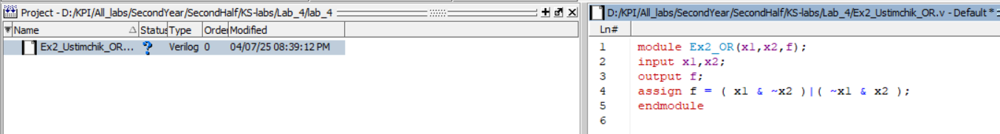 Project - D:/KPI/All_labs/SecondYear/SecondHalf/KS-labs/Lab_4/lab_4
Name Status Type Order Modified
Ex2_Ustimchik_OR... ? Verilog 0 04/07/25 08:39:12 PM
D:/KPI/All_labs/SecondYear/SecondHalf/KS-labs/Lab_4/Ex2_Ustimchik_OR.v - Default *
Ln#
1 module Ex2_OR(x1,x2,f);
2 input x1,x2;
3 output f;
4 assign f = ( x1 & ~x2 )|( ~x1 & x2 );
5 endmodule
6